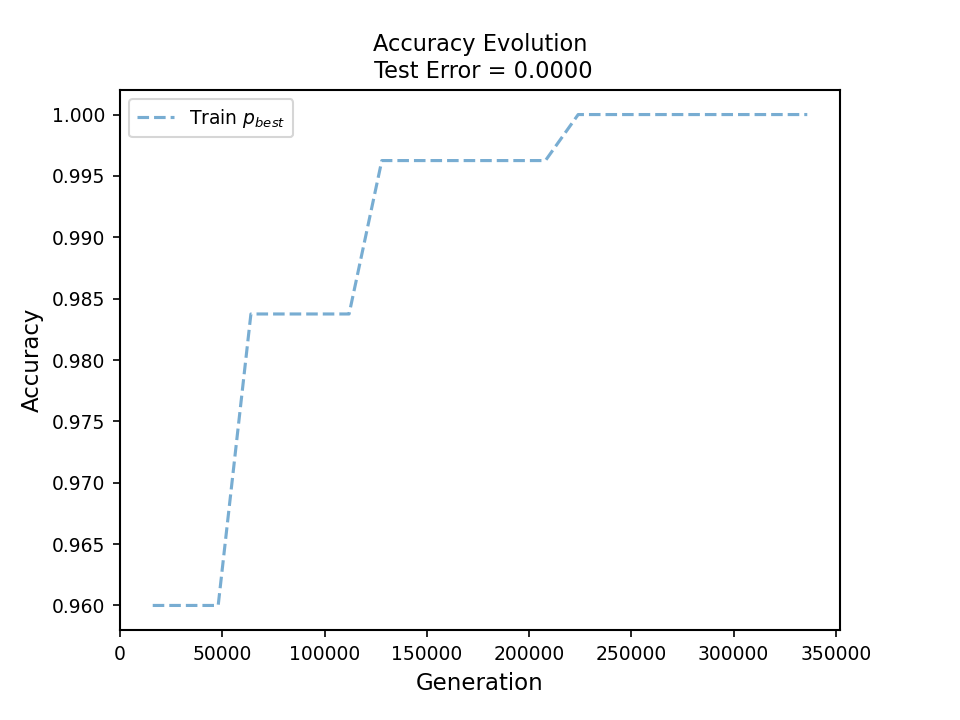 Accuracy Evolution
Test Error = 0.0000
Train p_best
1.000
0.995
0.990
0.985
0.980
0.975
0.970
0.965
0.960
Accuracy
0 50000 100000 150000 200000 250000 300000 350000
Generation